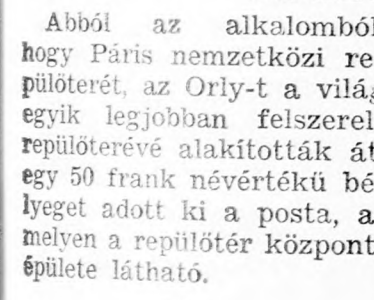 Abból az alkalomból
hogy Páris nemzetközi re
pülőterét, az Orly-t a vilá
egyik legjobban felszerel
repülőterévé alakították át
egy 50 frank névértékű bé
lyeget adott ki a posta, a
melyen a repülőtér központ
épülete látható.